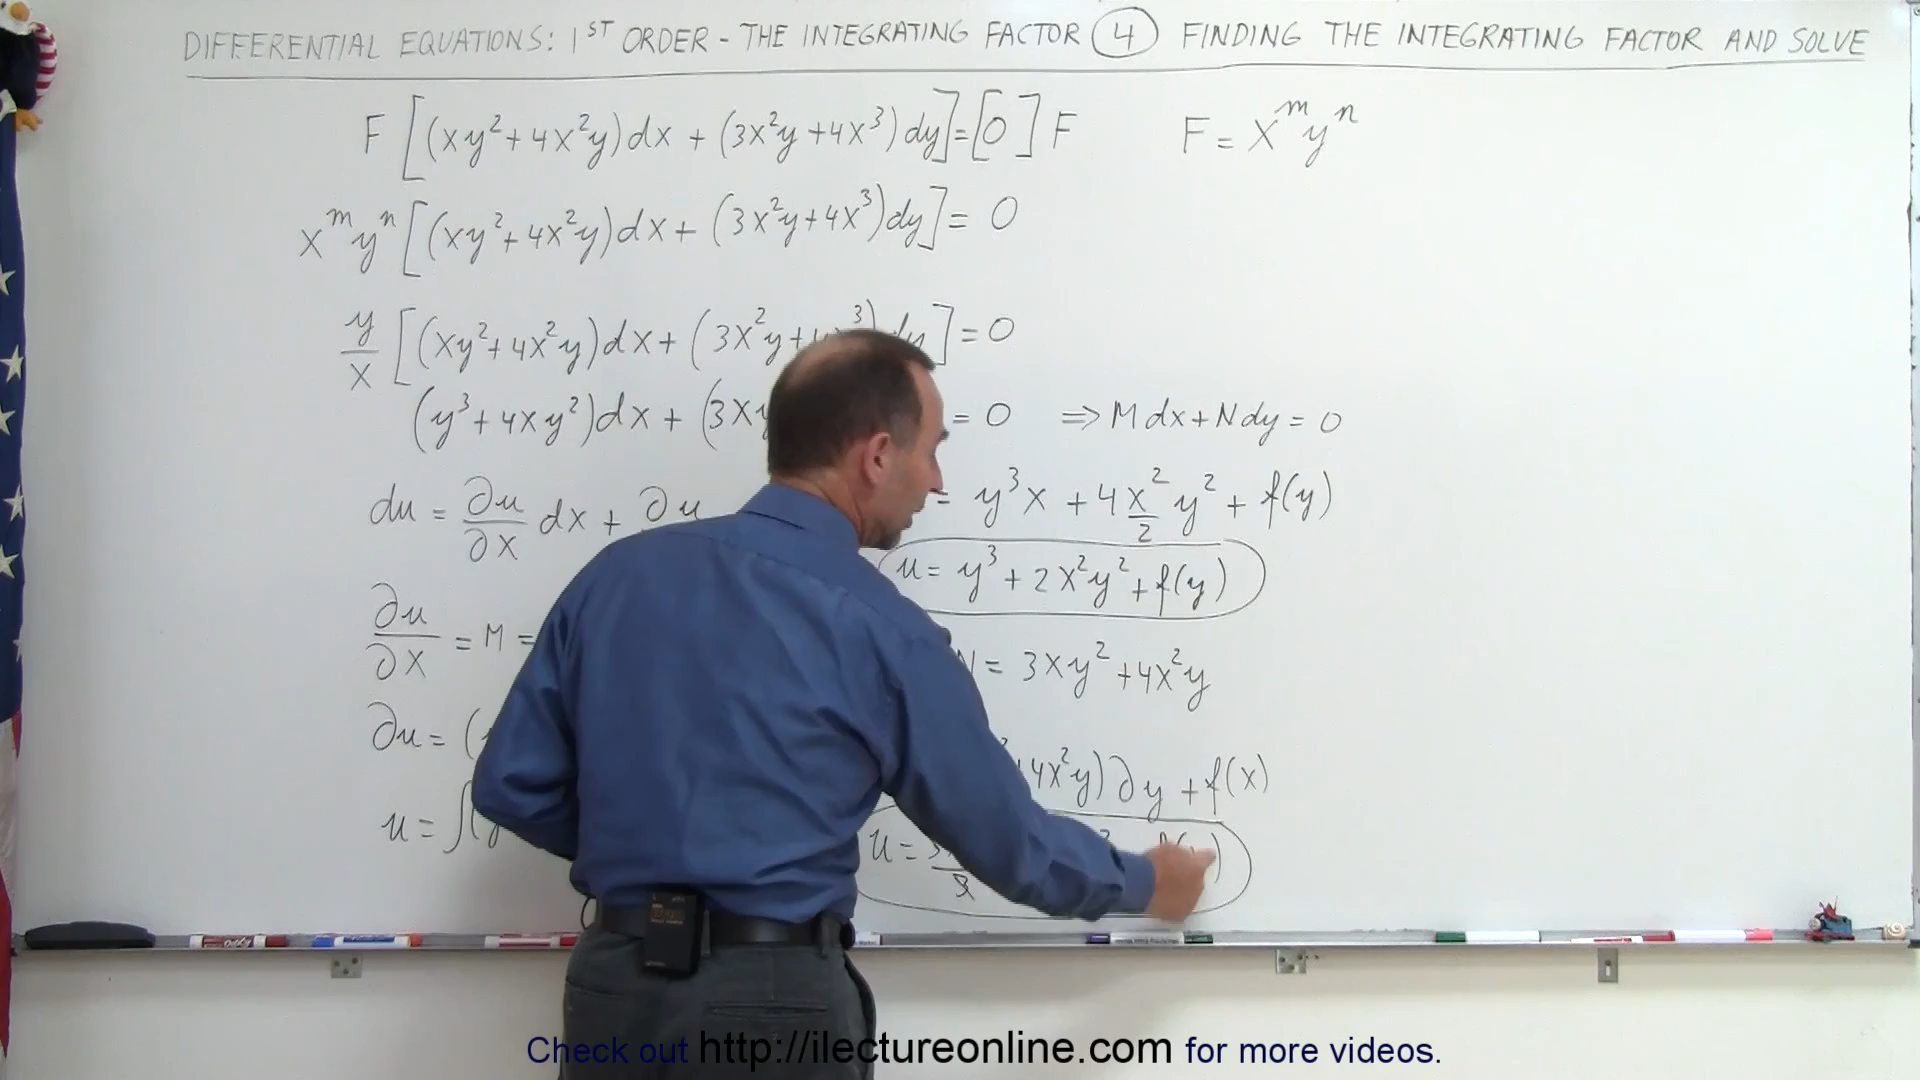 DIFFERENTIAL EQUATIONS: 1ST ORDER - THE INTEGRATING FACTOR 4 FINDING THE INTEGRATING FACTOR AND SOLVE
F [(xy² + 4x²y) dx + (3x²y + 4x³) dy] = [0] F
F = x^m y^n
x^m y^n [(xy² + 4x²y) dx + (3x²y + 4x³) dy] = 0
y/x [(xy² + 4x²y) dx + (3x²y + 3) dy] = 0
(y³ + 4xy²) dx + (3xy = 0 ⇒ M dx + N dy = 0
du = ∂u/∂x dx + ∂u
= y³x + 4 x²/2 y² + f(y)
u = y³ + 2x²y² + f(y)
∂u/∂x = M =
N = 3xy² + 4x²y
∂u = (
4x²y) ∂y + f(x)
u = ∫(y
u =
Check out http://ilectureonline.com for more videos.